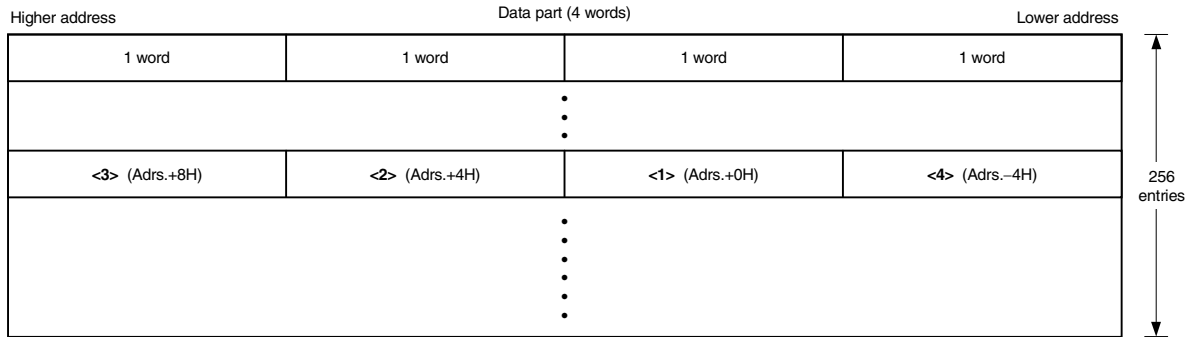 Higher address Data part (4 words) Lower address
1 word 1 word 1 word 1 word
<3> (Adrs.+8H) <2> (Adrs.+4H) <1> (Adrs.+0H) <4> (Adrs.−4H)
256
entries